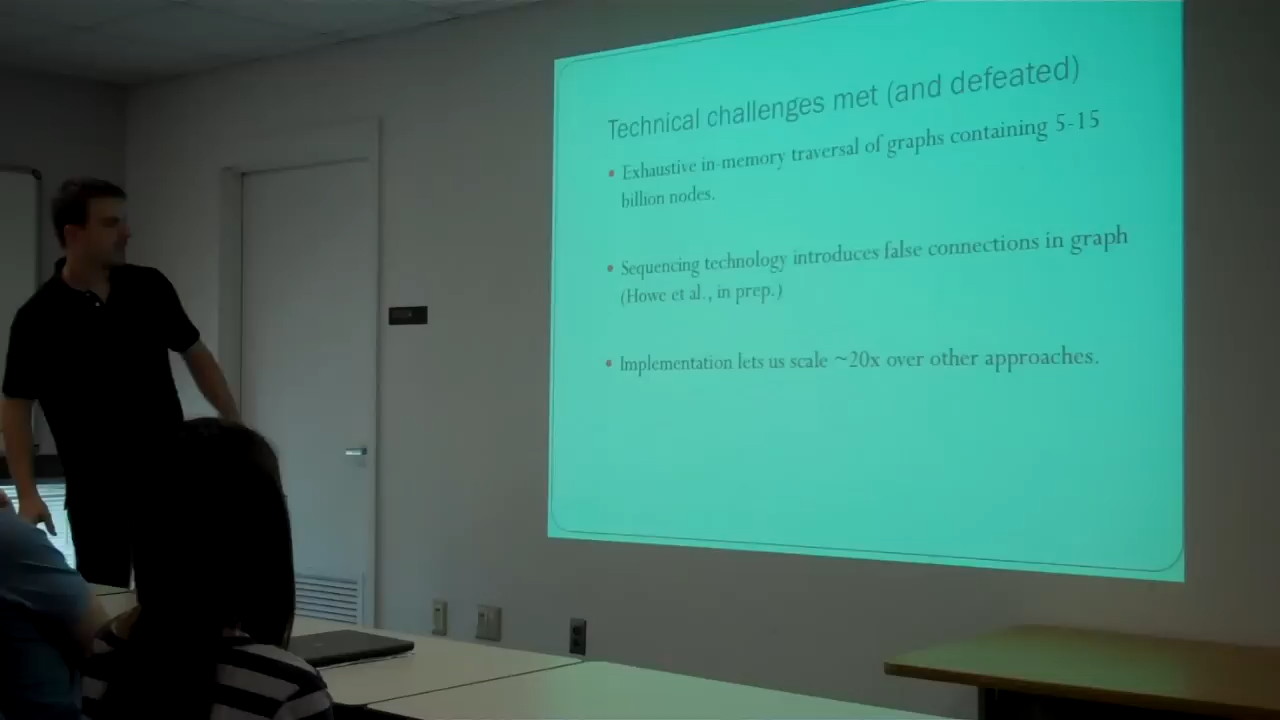 Technical challenges met (and defeated)
• Exhaustive in-memory traversal of graphs containing 5-15
billion nodes.
• Sequencing technology introduces false connections in graph
(Howe et al., in prep.)
• Implementation lets us scale ~20x over other approaches.